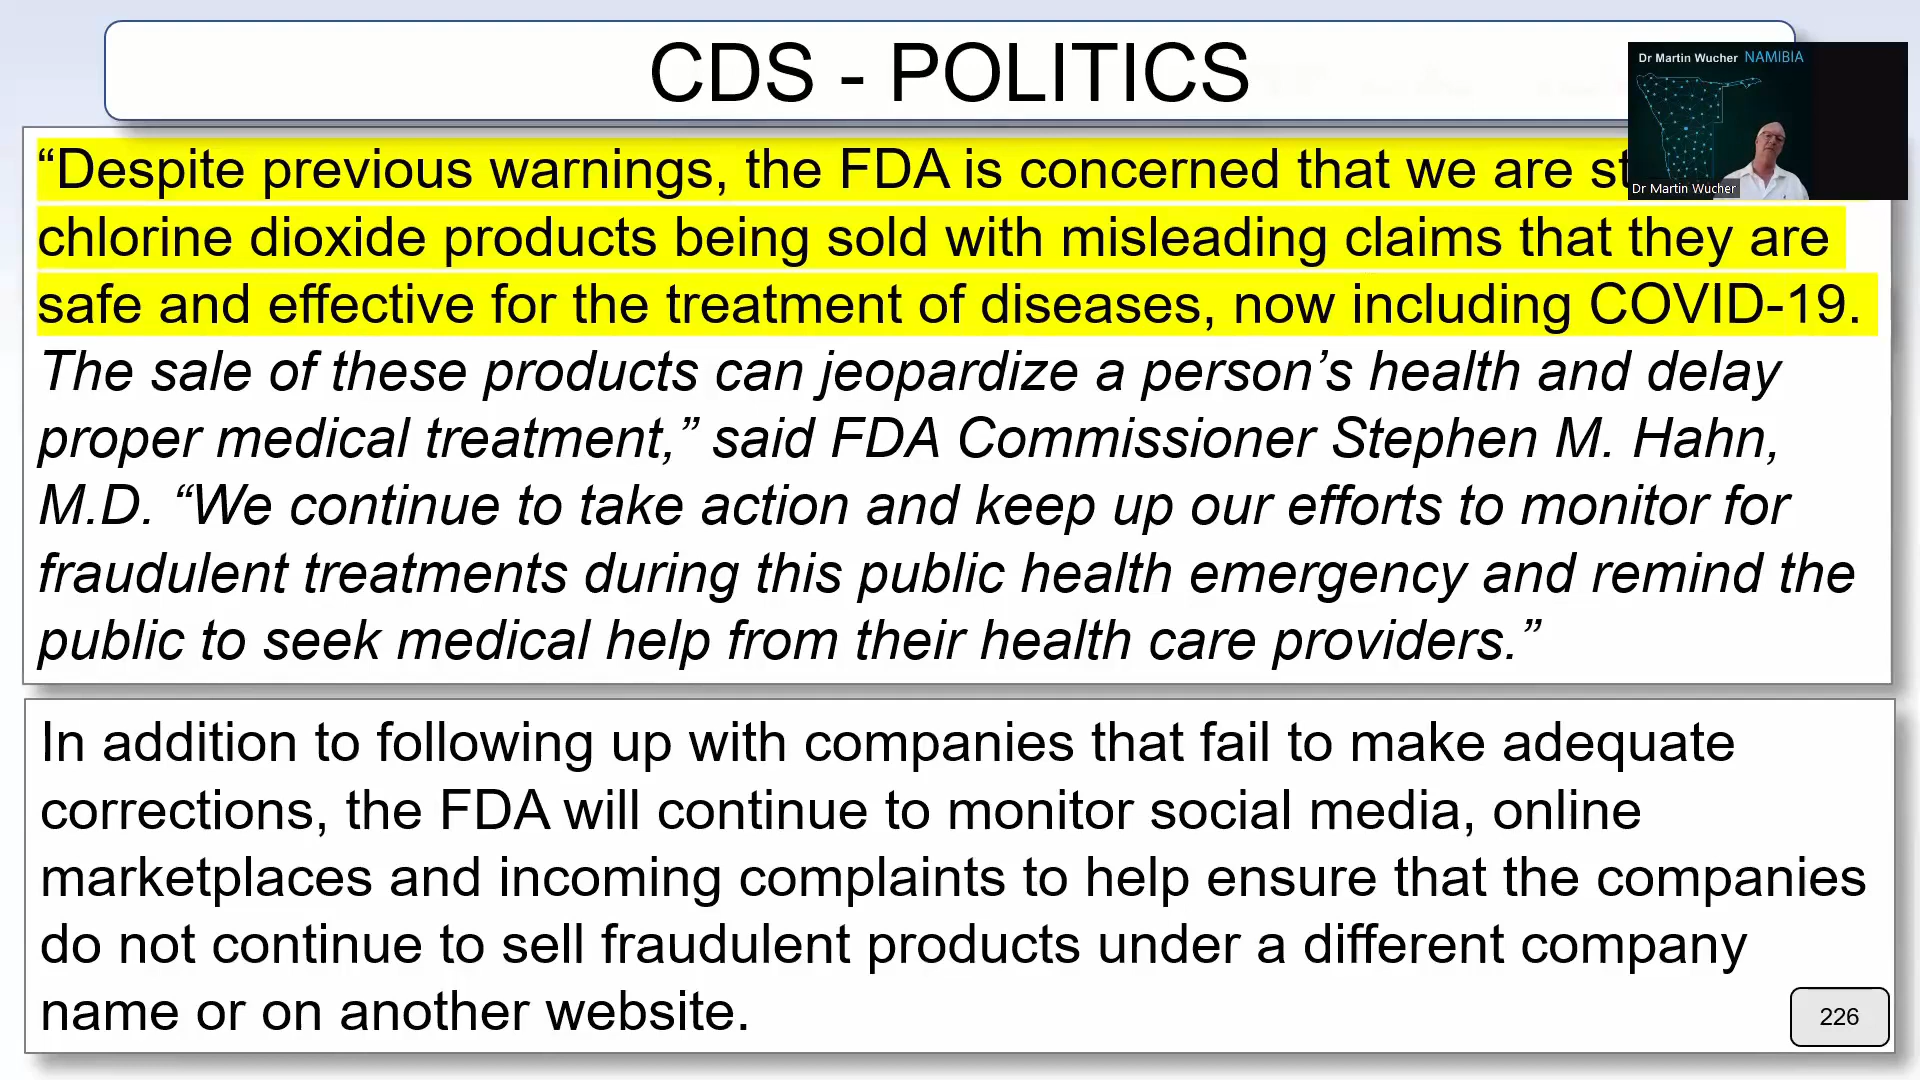 CDS - POLITICS
Dr Martin Wucher NAMIBIA
Dr Martin Wucher
“Despite previous warnings, the FDA is concerned that we are
chlorine dioxide products being sold with misleading claims that they are
safe and effective for the treatment of diseases, now including COVID-19.
The sale of these products can jeopardize a person’s health and delay
proper medical treatment,” said FDA Commissioner Stephen M. Hahn,
M.D. “We continue to take action and keep up our efforts to monitor for
fraudulent treatments during this public health emergency and remind the
public to seek medical help from their health care providers.”
In addition to following up with companies that fail to make adequate
corrections, the FDA will continue to monitor social media, online
marketplaces and incoming complaints to help ensure that the companies
do not continue to sell fraudulent products under a different company
name or on another website.
226